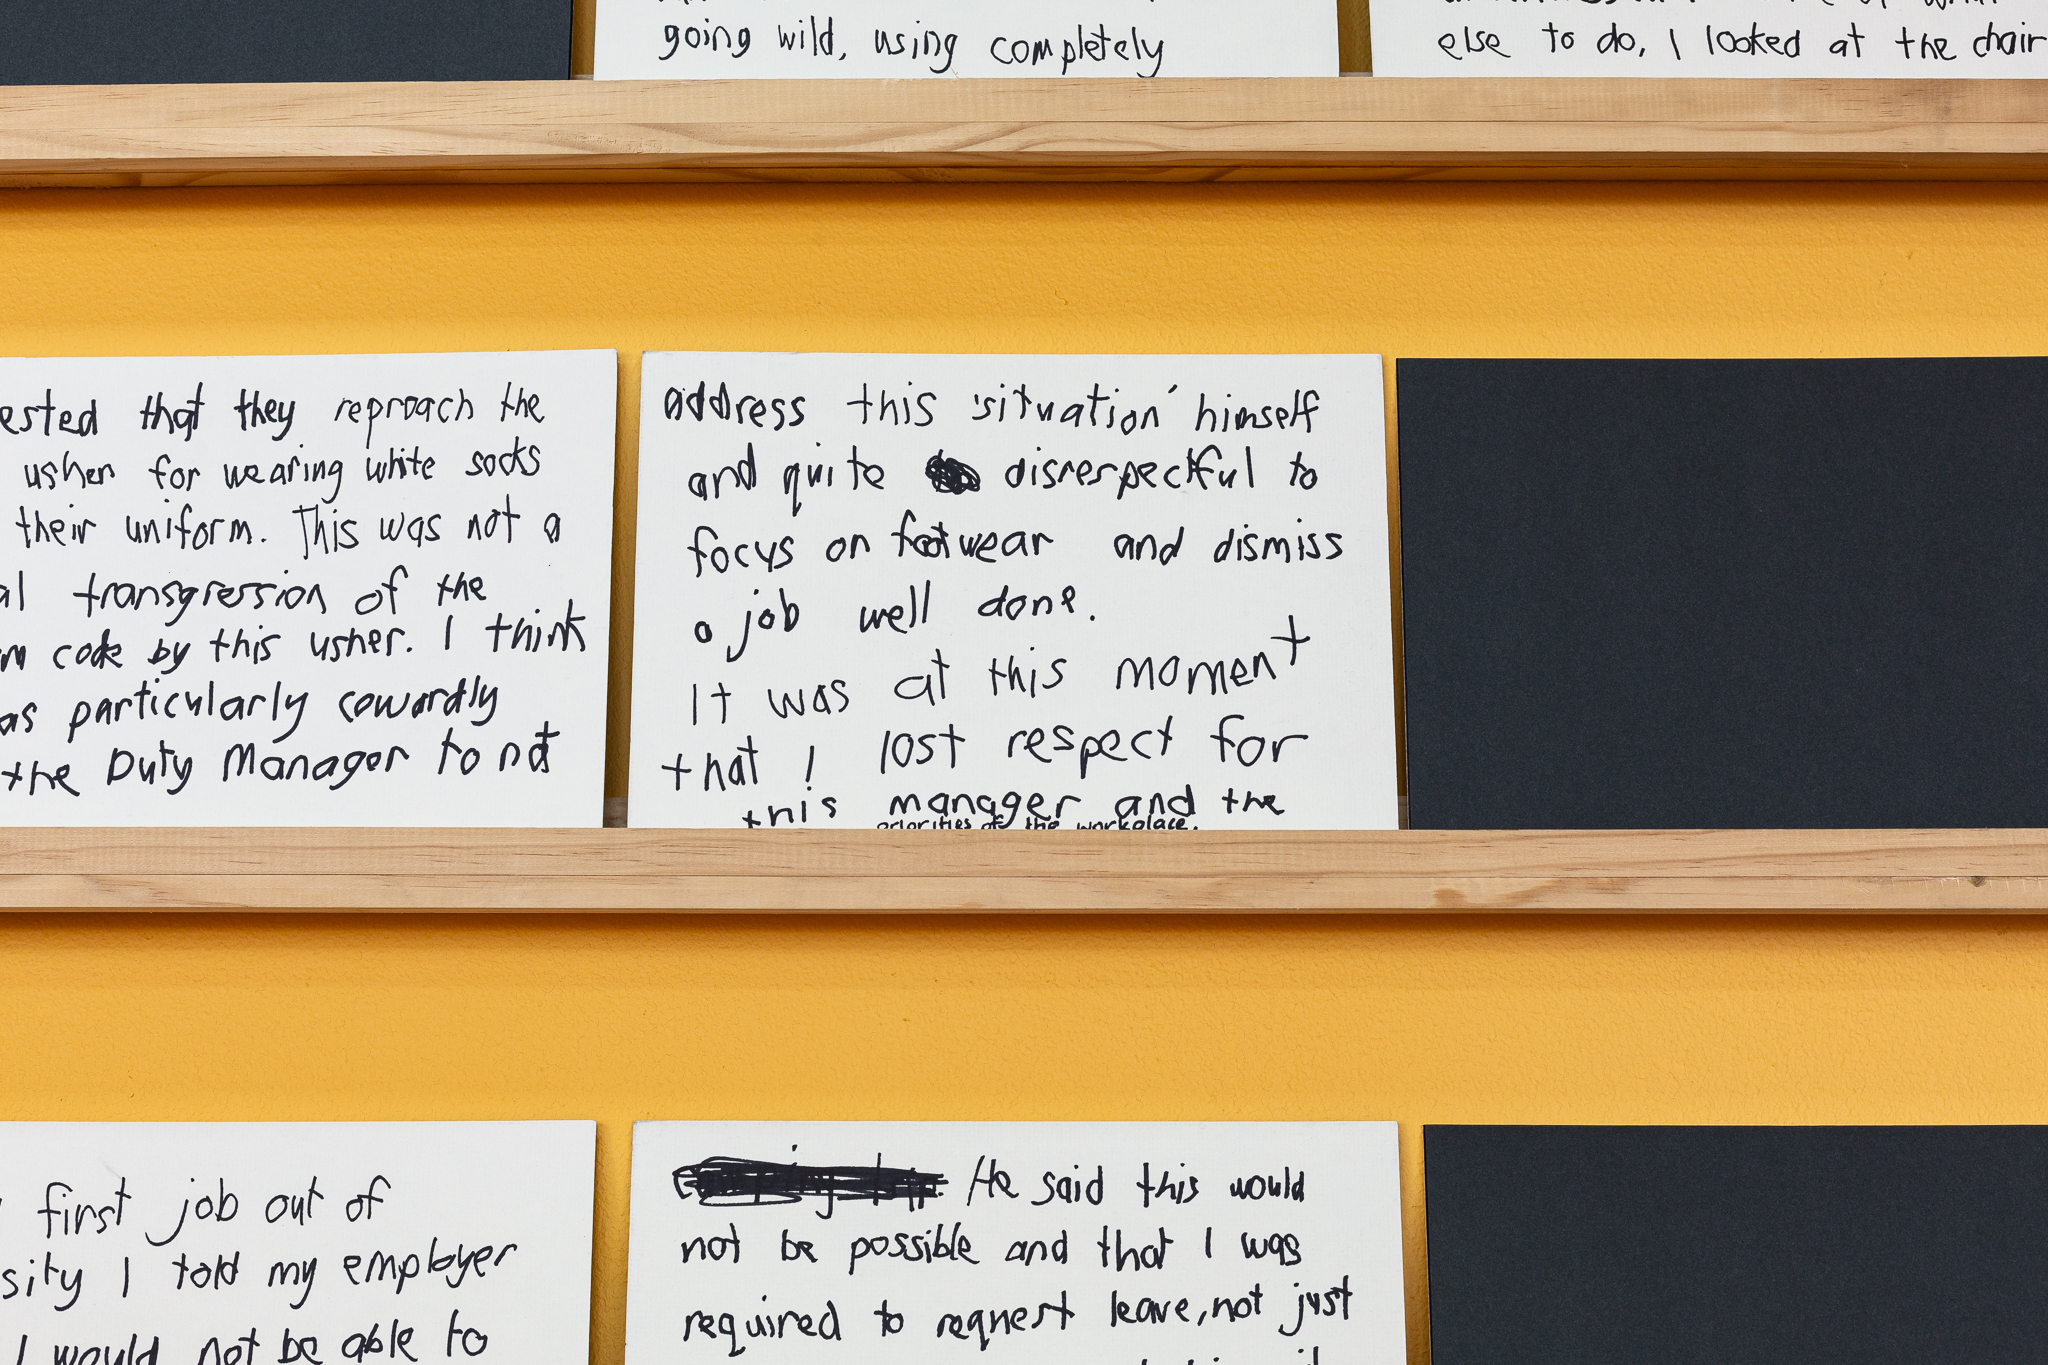 going wild, using completely
else to do, I looked at the chair
ested that they reproach the
usher for wearing white socks
their uniform. This was not a
al transgression of the
m code by this usher. I think
as particularly cowardly
the Duty Manager to not
address this 'situation' himself
and quite disrespectful to
focus on footwear and dismiss
a job well done.
It was at this moment
that I lost respect for
this manager and the
priorities of the workplace.
first job out of
sity I told my employer
I would not be able to
He said this would
not be possible and that I was
required to request leave, not just